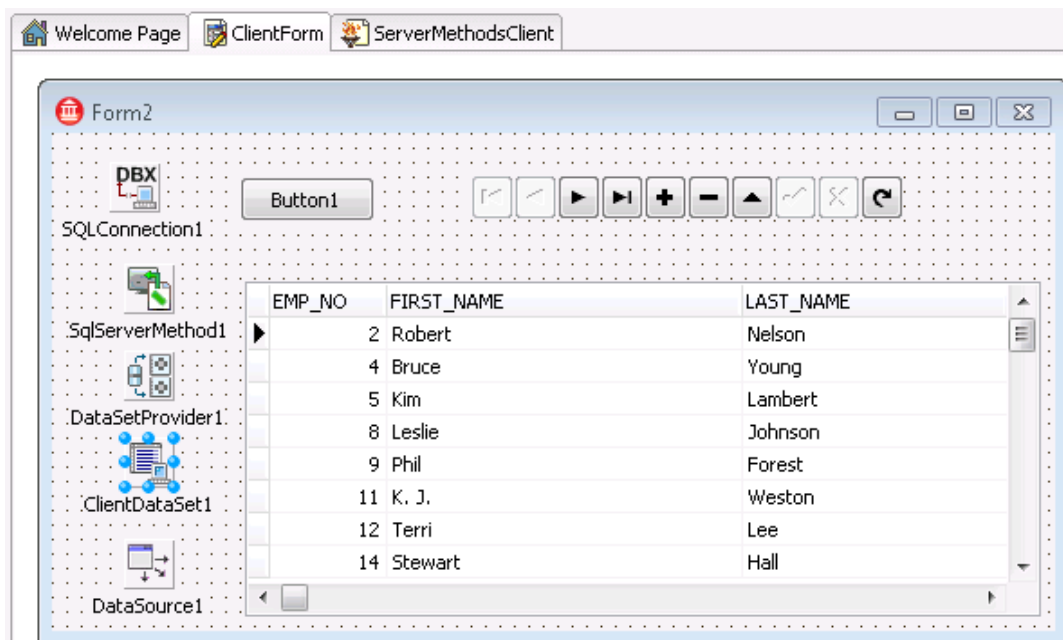 Welcome Page ClientForm ServerMethodsClient
Form2
DBX
SQLConnection1
Button1
SqlServerMethod1
DataSetProvider1
ClientDataSet1
DataSource1
EMP_NO FIRST_NAME LAST_NAME
2 Robert Nelson
4 Bruce Young
5 Kim Lambert
8 Leslie Johnson
9 Phil Forest
11 K. J. Weston
12 Terri Lee
14 Stewart Hall